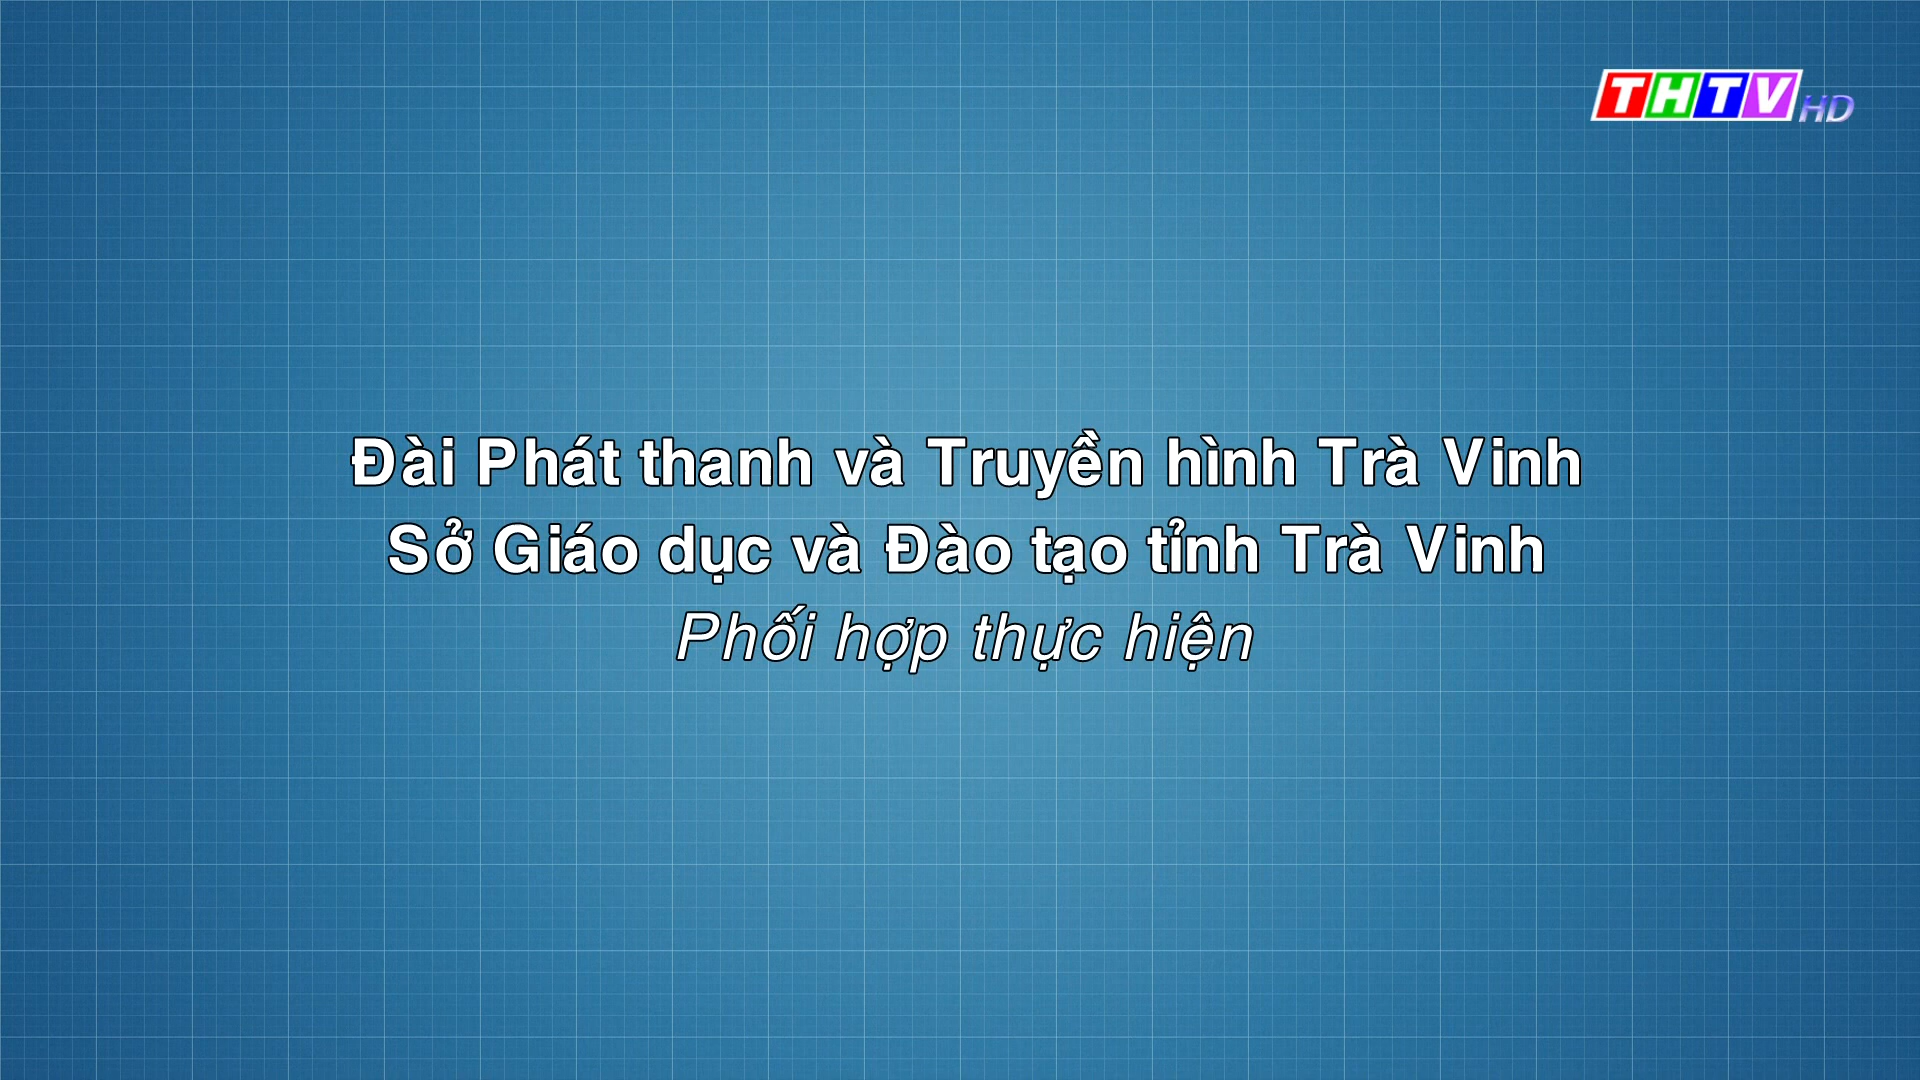 THTV HD
Đài Phát thanh và Truyền hình Trà Vinh
Sở Giáo dục và Đào tạo tỉnh Trà Vinh
Phối hợp thực hiện